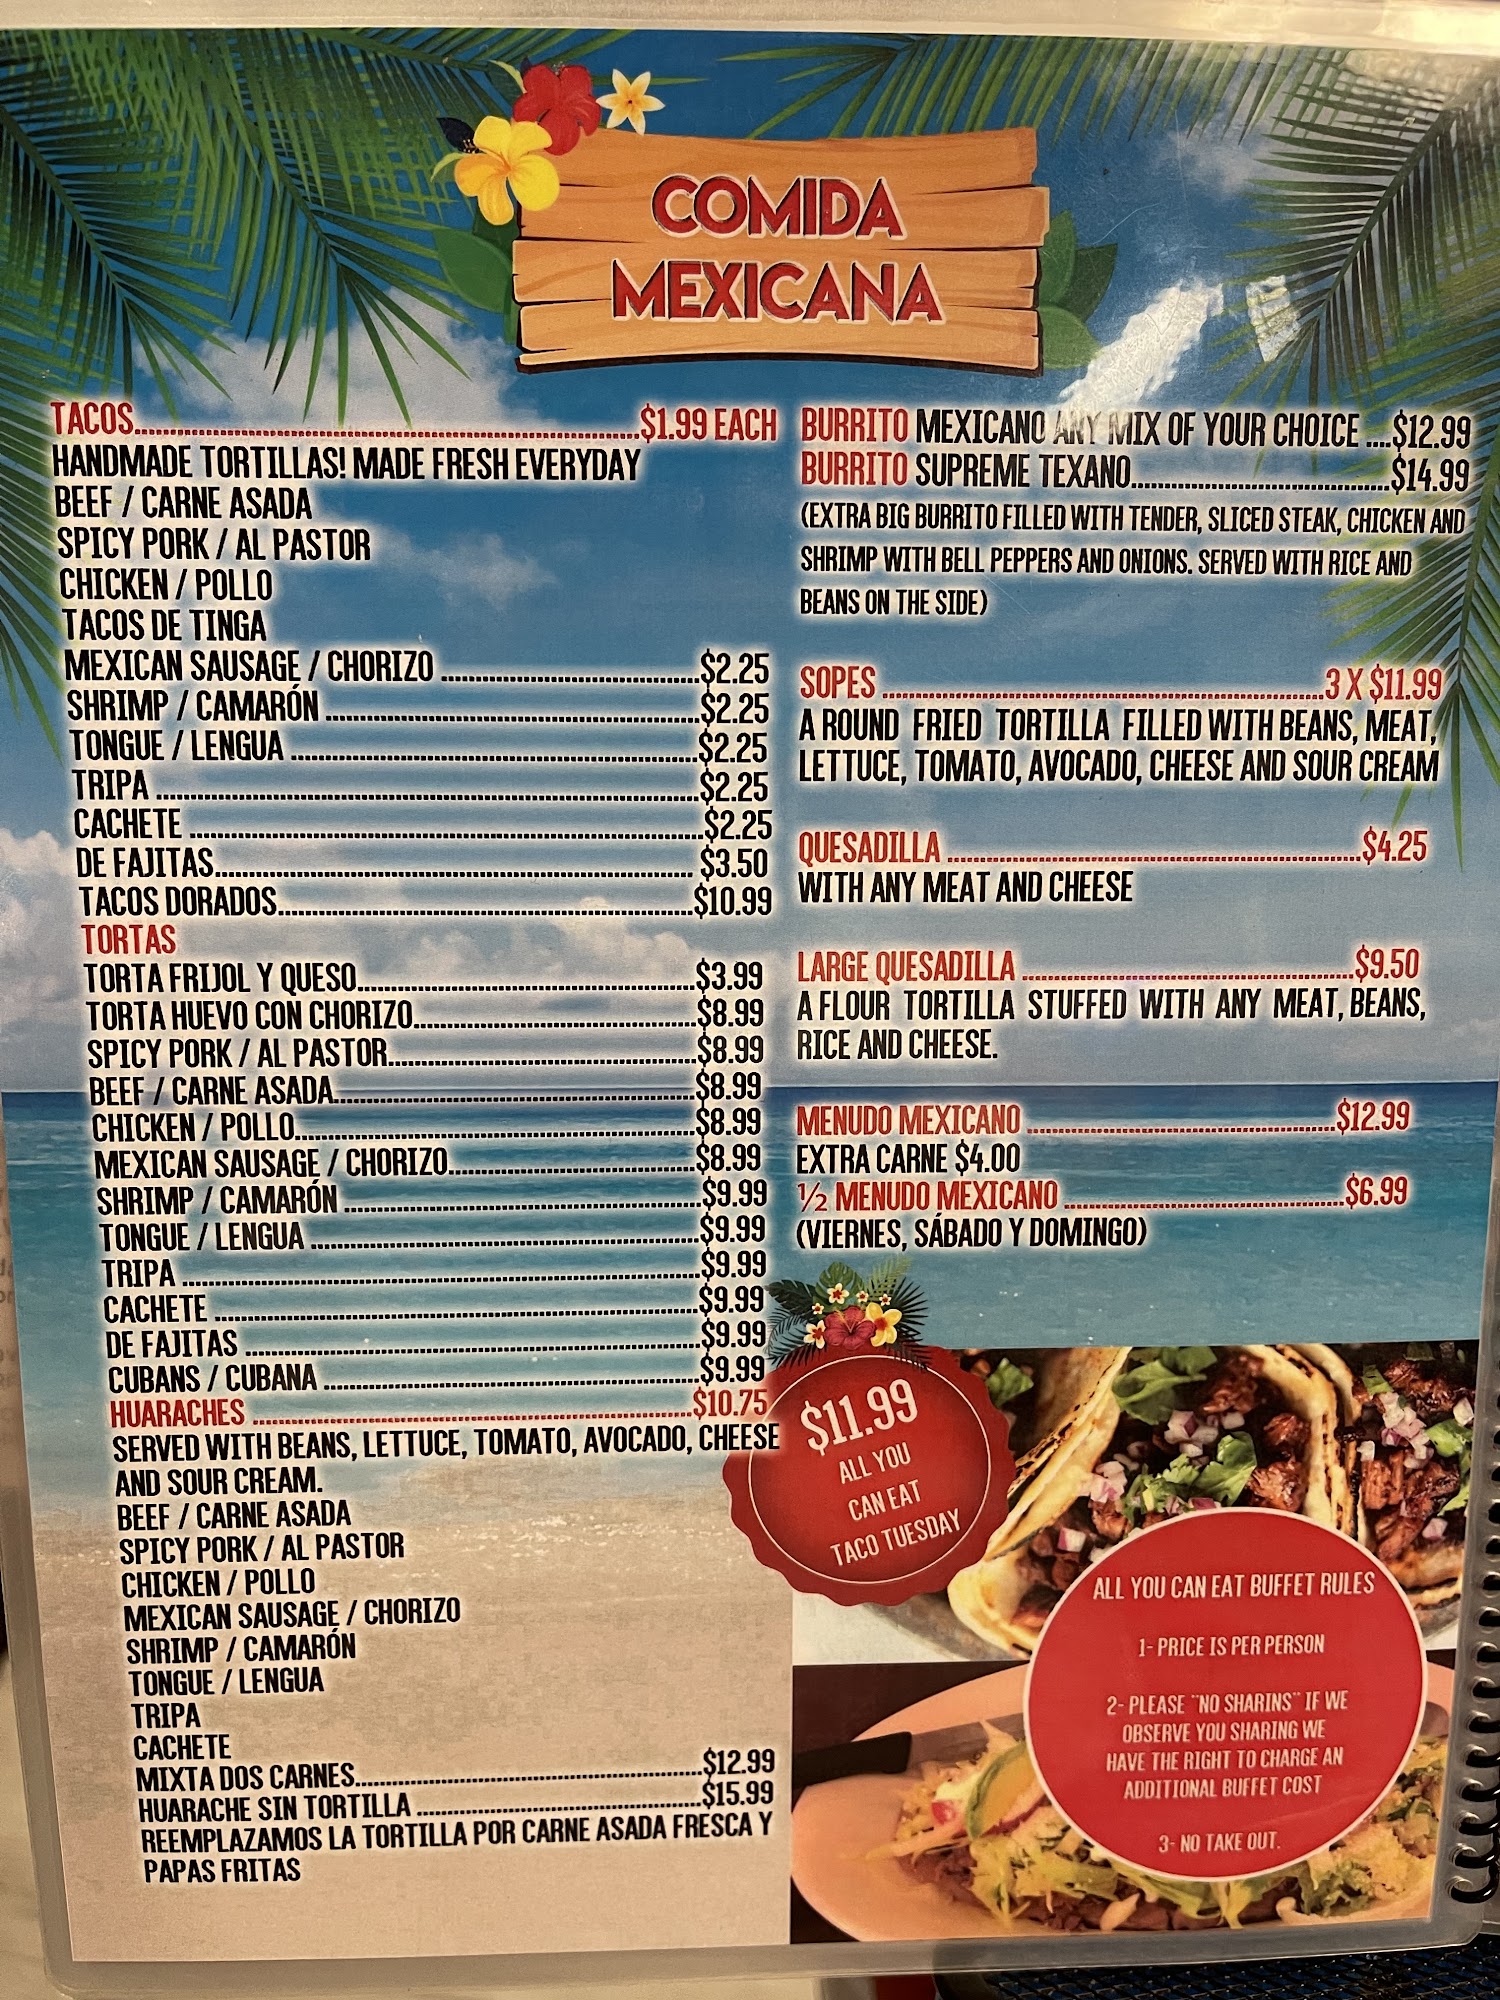 COMIDA
MEXICANA
TACOS....................$1.99 EACH
HANDMADE TORTILLAS! MADE FRESH EVERYDAY
BEEF / CARNE ASADA
SPICY PORK / AL PASTOR
CHICKEN / POLLO
TACOS DE TINGA
MEXICAN SAUSAGE / CHORIZO....................$2.25
SHRIMP / CAMARÓN....................$2.25
TONGUE / LENGUA....................$2.25
TRIPA....................$2.25
CACHETE....................$2.25
DE FAJITAS....................$3.50
TACOS DORADOS....................$10.99
TORTAS
TORTA FRIJOL Y QUESO....................$3.99
TORTA HUEVO CON CHORIZO....................$8.99
SPICY PORK / AL PASTOR....................$8.99
BEEF / CARNE ASADA....................$8.99
CHICKEN / POLLO....................$8.99
MEXICAN SAUSAGE / CHORIZO....................$8.99
SHRIMP / CAMARÓN....................$9.99
TONGUE / LENGUA....................$9.99
TRIPA....................$9.99
CACHETE....................$9.99
DE FAJITAS....................$9.99
CUBANS / CUBANA....................$9.99
HUARACHES....................$10.75
SERVED WITH BEANS, LETTUCE, TOMATO, AVOCADO, CHEESE
AND SOUR CREAM.
BEEF / CARNE ASADA
SPICY PORK / AL PASTOR
CHICKEN / POLLO
MEXICAN SAUSAGE / CHORIZO
SHRIMP / CAMARÓN
TONGUE / LENGUA
TRIPA
CACHETE
MIXTA DOS CARNES....................$12.99
HUARACHE SIN TORTILLA....................$15.99
REEMPLAZAMOS LA TORTILLA POR CARNE ASADA FRESCA Y
PAPAS FRITAS
BURRITO MEXICANO ANY MIX OF YOUR CHOICE ....$12.99
BURRITO SUPREME TEXANO....................$14.99
(EXTRA BIG BURRITO FILLED WITH TENDER, SLICED STEAK, CHICKEN AND
SHRIMP WITH BELL PEPPERS AND ONIONS. SERVED WITH RICE AND
BEANS ON THE SIDE)
SOPES....................3 X $11.99
A ROUND FRIED TORTILLA FILLED WITH BEANS, MEAT,
LETTUCE, TOMATO, AVOCADO, CHEESE AND SOUR CREAM
QUESADILLA....................$4.25
WITH ANY MEAT AND CHEESE
LARGE QUESADILLA....................$9.50
A FLOUR TORTILLA STUFFED WITH ANY MEAT, BEANS,
RICE AND CHEESE.
MENUDO MEXICANO....................$12.99
EXTRA CARNE $4.00
½ MENUDO MEXICANO....................$6.99
(VIERNES, SÁBADO Y DOMINGO)
$11.99
ALL YOU
CAN EAT
TACO TUESDAY
ALL YOU CAN EAT BUFFET RULES
1- PRICE IS PER PERSON
2- PLEASE ¨NO SHARINS¨ IF WE
OBSERVE YOU SHARING WE
HAVE THE RIGHT TO CHARGE AN
ADDITIONAL BUFFET COST
3- NO TAKE OUT.